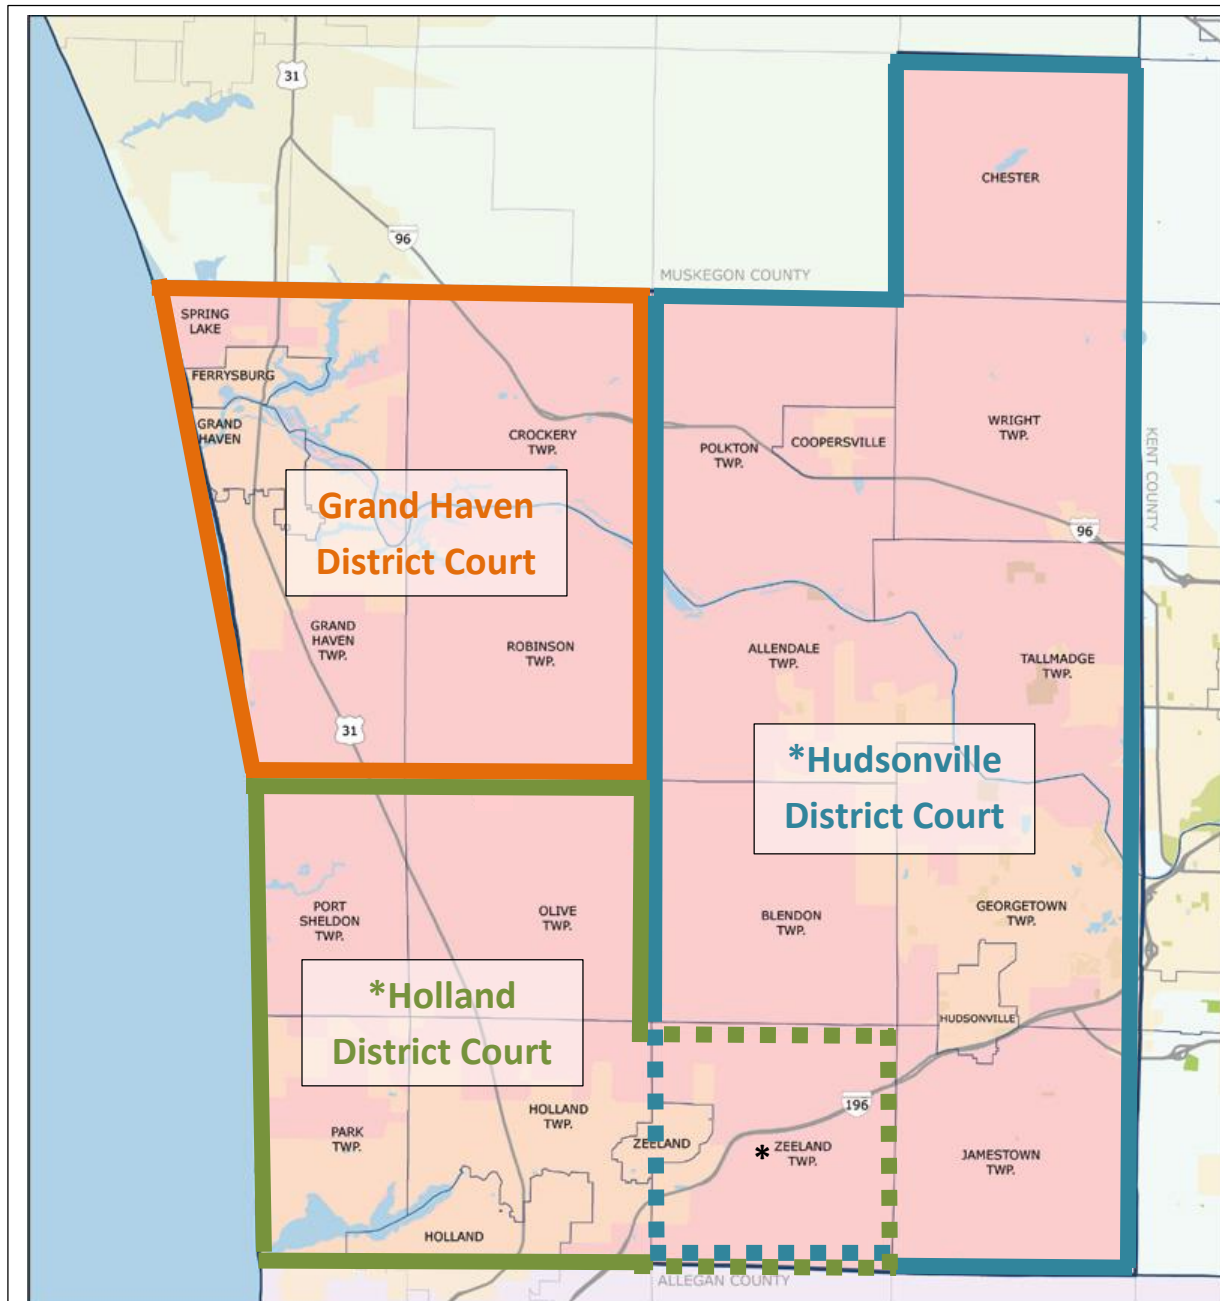 31
CHESTER
96
MUSKEGON COUNTY
SPRING
LAKE
FERRYSBURG
GRAND
HAVEN
CROCKERY
TWP.
POLKTON
TWP.
COOPERSVILLE
WRIGHT
TWP.
KENT COUNTY
Grand Haven
District Court
96
GRAND
HAVEN
TWP.
ROBINSON
TWP.
ALLENDALE
TWP.
TALLMADGE
TWP.
31
*Hudsonville
District Court
PORT
SHELDON
TWP.
OLIVE
TWP.
BLENDON
TWP.
GEORGETOWN
TWP.
*Holland
District Court
HUDSONVILLE
HOLLAND
TWP.
196
PARK
TWP.
ZEELAND
* ZEELAND
TWP.
JAMESTOWN
TWP.
HOLLAND
ALLEGAN COUNTY